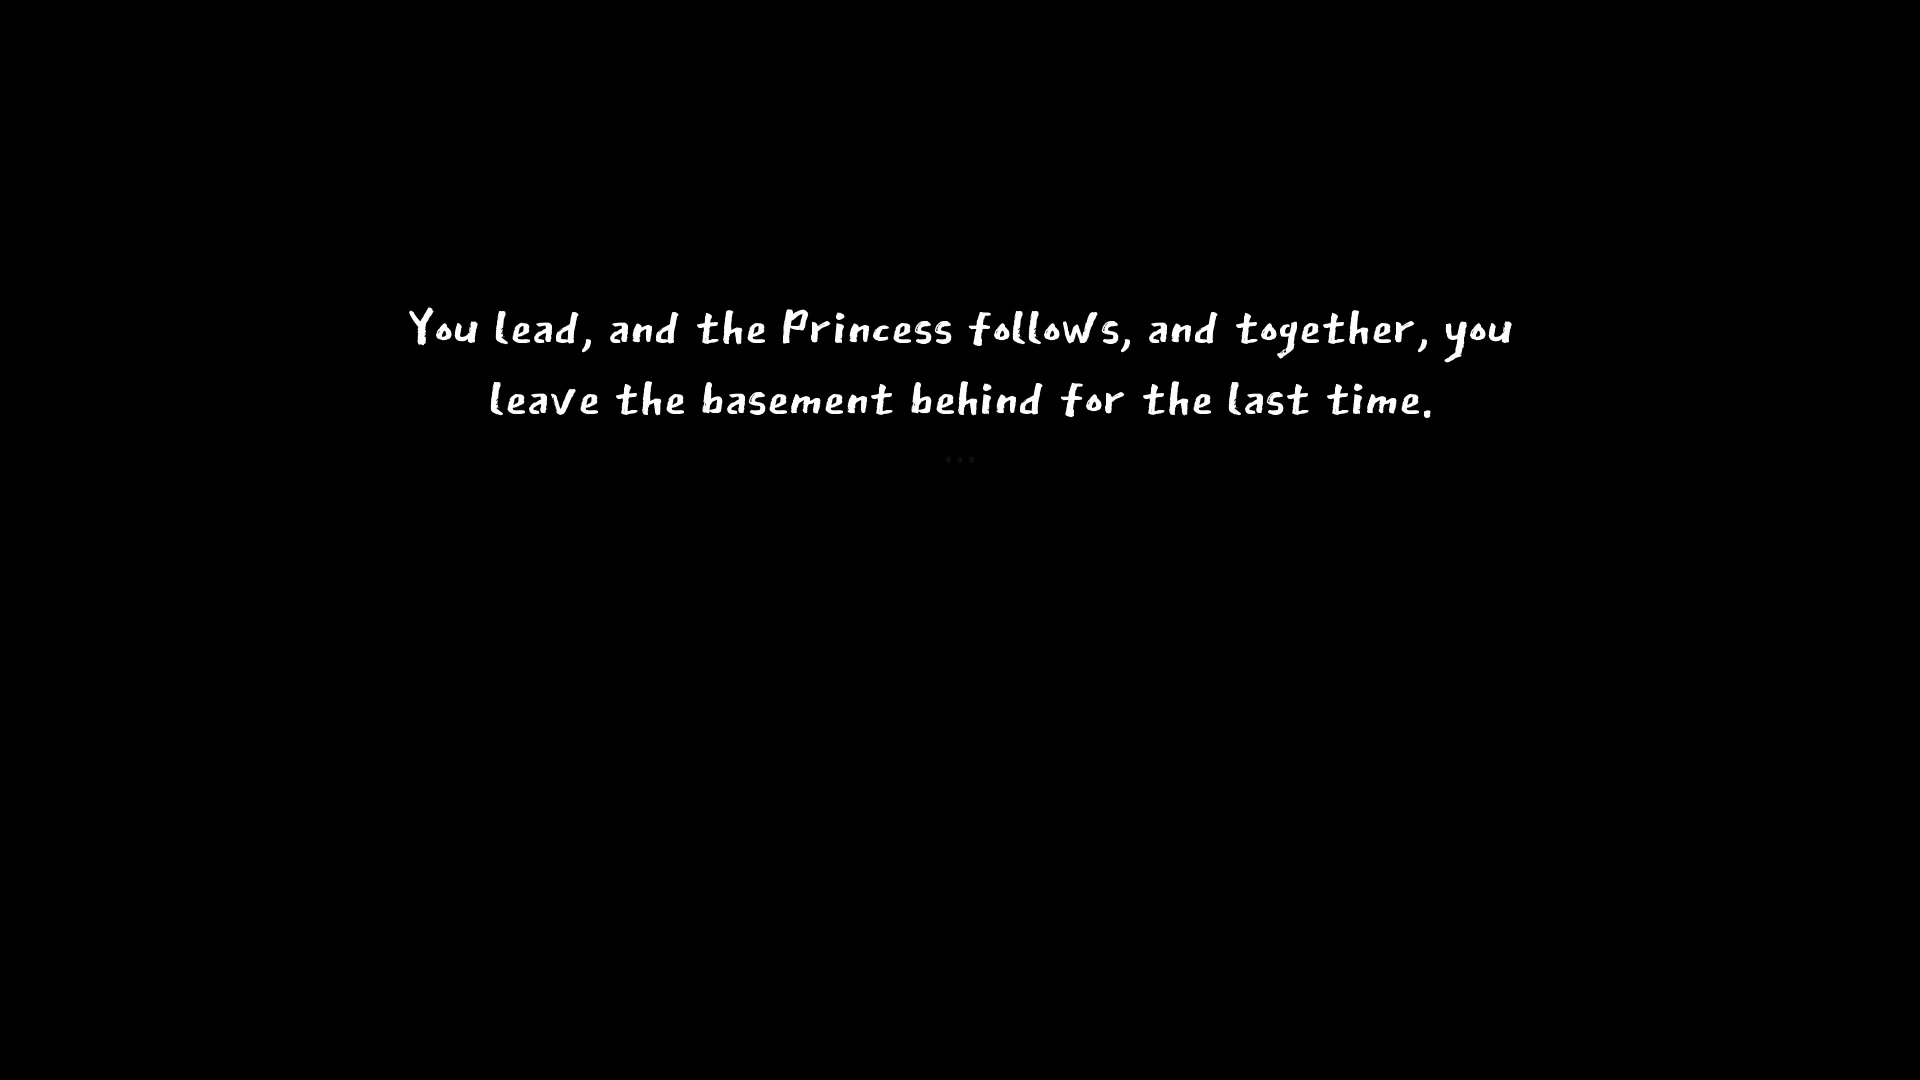 You lead, and the Princess follows, and together, you
leave the basement behind for the last time.
...